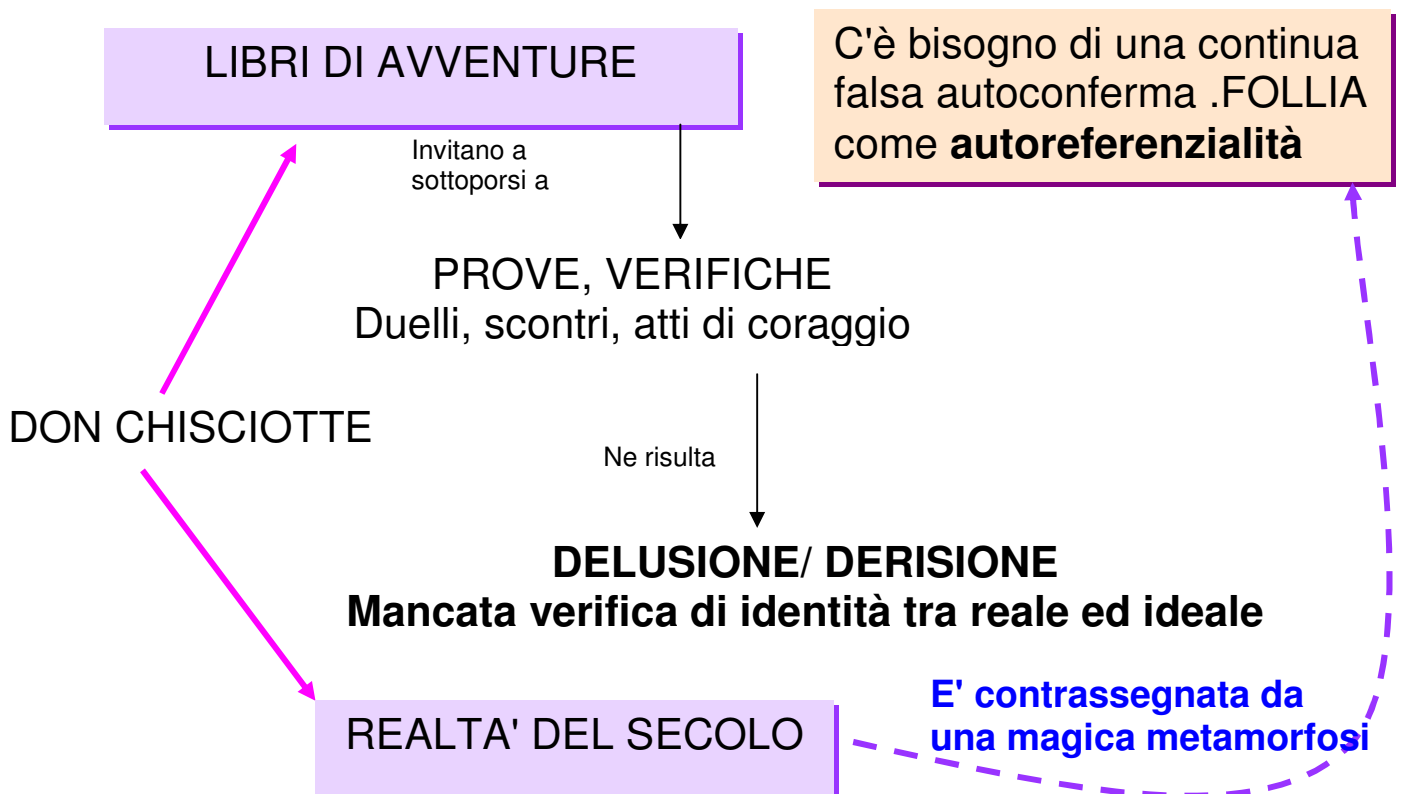 LIBRI DI AVVENTURE
C'è bisogno di una continua
falsa autoconferma .FOLLIA
come autoreferenzialità
Invitano a
sottoporsi a
PROVE, VERIFICHE
Duelli, scontri, atti di coraggio
DON CHISCIOTTE
Ne risulta
DELUSIONE/ DERISIONE
Mancata verifica di identità tra reale ed ideale
E' contrassegnata da
una magica metamorfosi
REALTA' DEL SECOLO